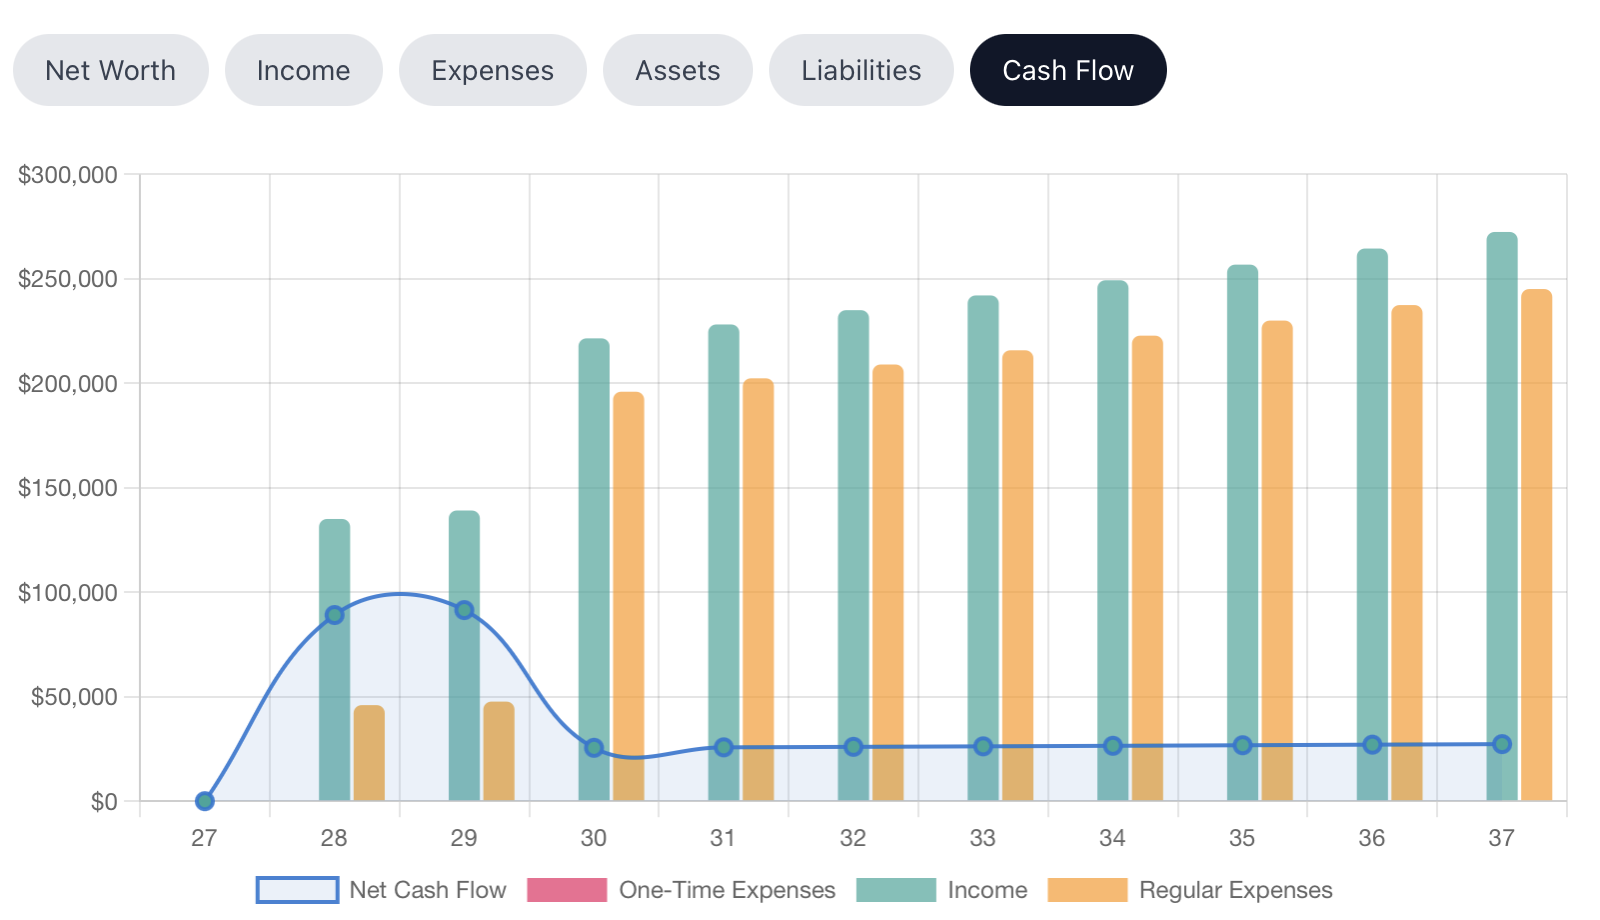 Net Worth Income Expenses Assets Liabilities Cash Flow
$300,000
$250,000
$200,000
$150,000
$100,000
$50,000
$0
27 28 29 30 31 32 33 34 35 36 37
Net Cash Flow One-Time Expenses Income Regular Expenses